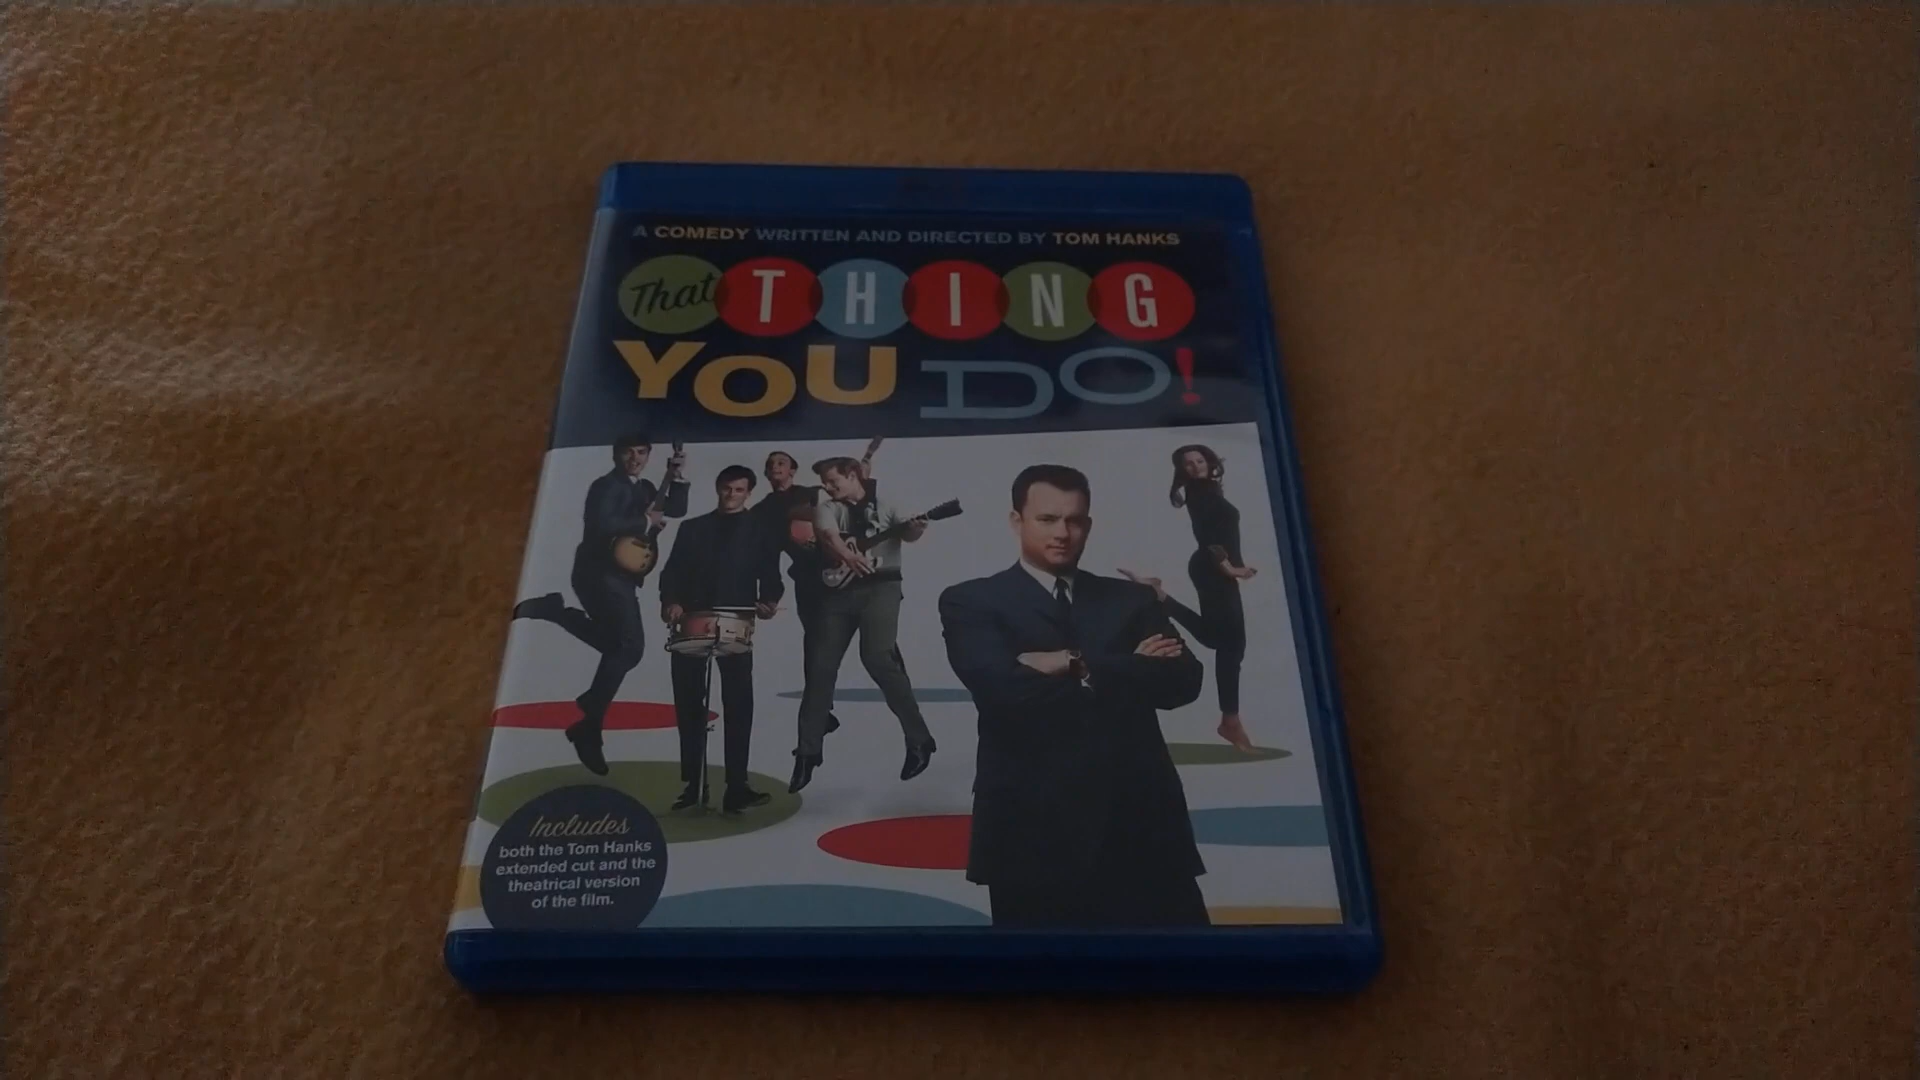 A COMEDY WRITTEN AND DIRECTED BY TOM HANKS
That THING
YOU DO!
Includes
both the Tom Hanks
extended cut and the
theatrical version
of the film.